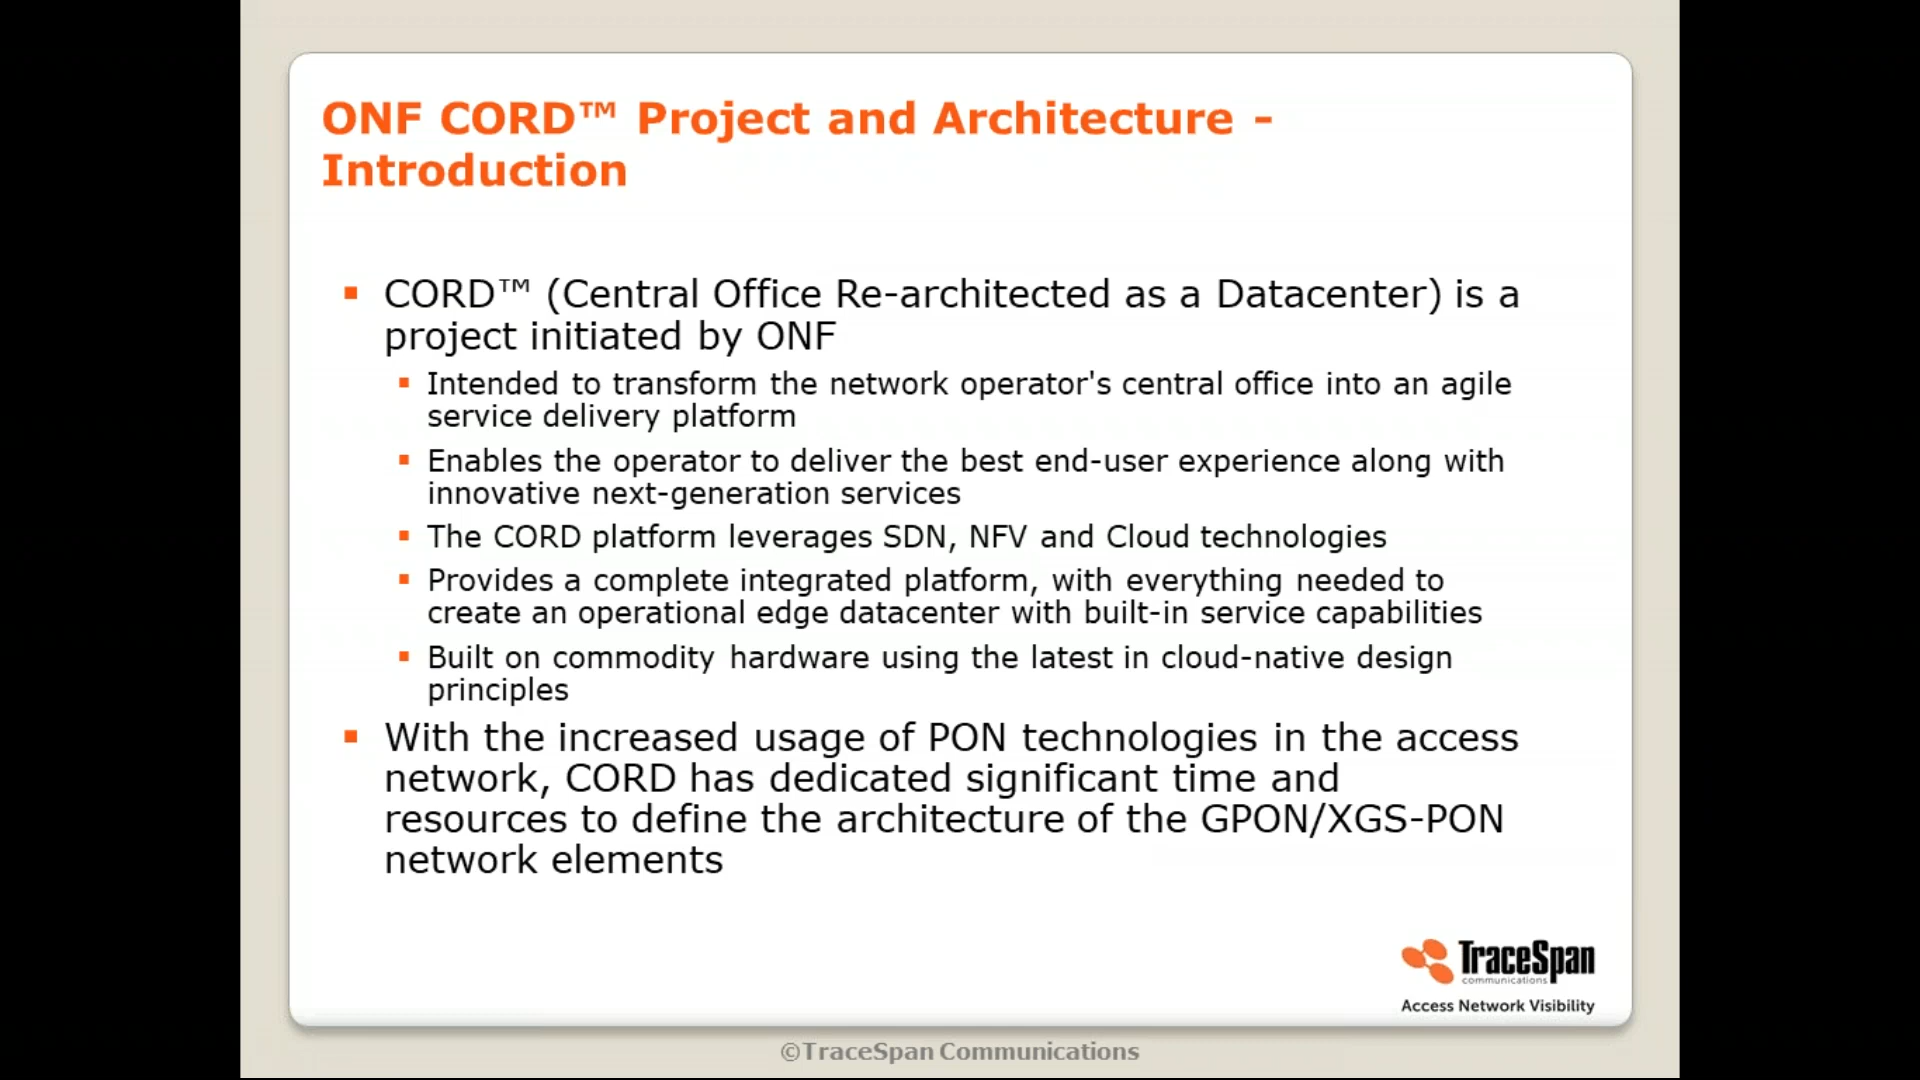 ONF CORD™ Project and Architecture -
Introduction
▪ CORD™ (Central Office Re-architected as a Datacenter) is a
project initiated by ONF
▪ Intended to transform the network operator's central office into an agile
service delivery platform
▪ Enables the operator to deliver the best end-user experience along with
innovative next-generation services
▪ The CORD platform leverages SDN, NFV and Cloud technologies
▪ Provides a complete integrated platform, with everything needed to
create an operational edge datacenter with built-in service capabilities
▪ Built on commodity hardware using the latest in cloud-native design
principles
▪ With the increased usage of PON technologies in the access
network, CORD has dedicated significant time and
resources to define the architecture of the GPON/XGS-PON
network elements
TraceSpan
communications
Access Network Visibility
©TraceSpan Communications